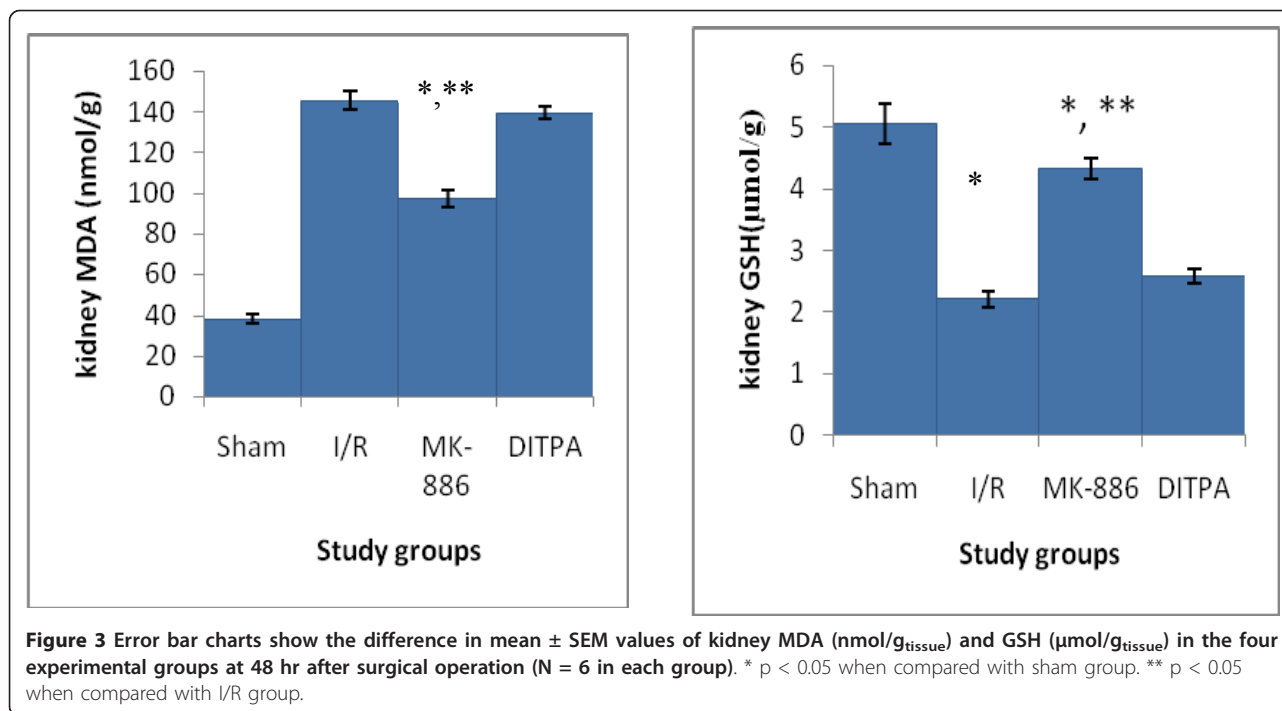 160
140
120
100
80
60
40
20
0
kidney MDA (nmol/g)
*,**
Sham I/R MK-886 DITPA
Study groups
6
5
4
3
2
1
0
kidney GSH(µmol/g)
*
*, **
Sham I/R MK-886 DITPA
Study groups
Figure 3 Error bar charts show the difference in mean ± SEM values of kidney MDA (nmol/gtissue) and GSH (µmol/gtissue) in the four
experimental groups at 48 hr after surgical operation (N = 6 in each group). * p < 0.05 when compared with sham group. ** p < 0.05
when compared with I/R group.